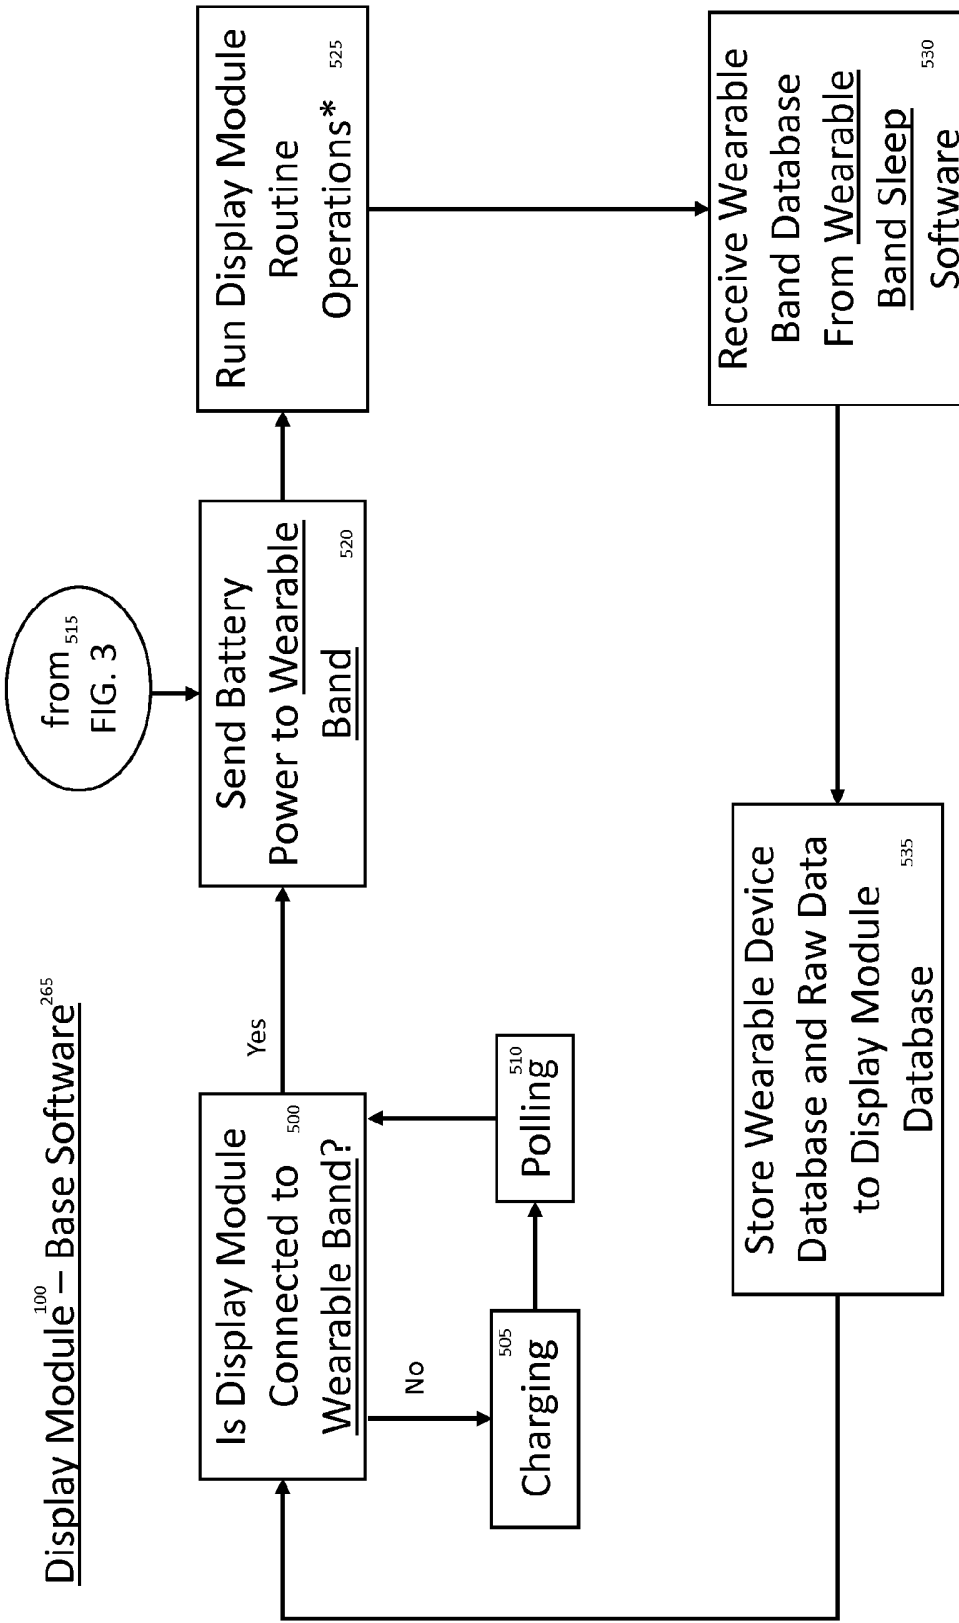 Display Module 100 – Base Software 265
from 515
FIG. 3
Is Display Module
Connected to 500
Wearable Band?
Yes
No
Charging 505
Polling 510
Send Battery
Power to Wearable
Band 520
Run Display Module
Routine
Operations* 525
Receive Wearable
Band Database
From Wearable
Band Sleep
Software 530
Store Wearable Device
Database and Raw Data
to Display Module
Database 535